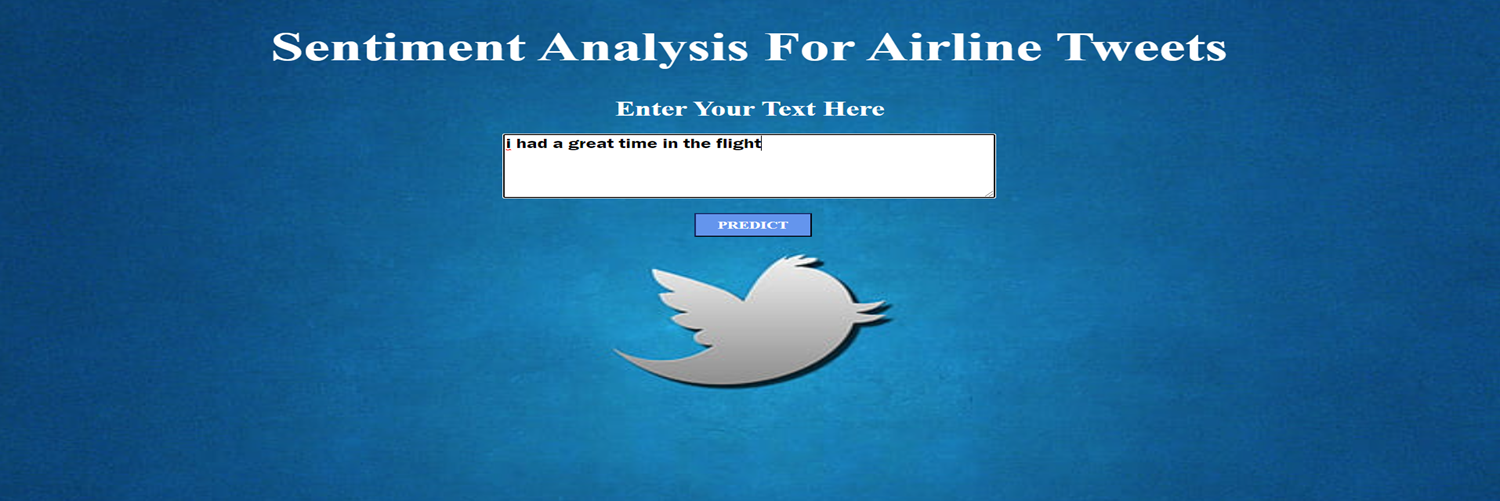 Sentiment Analysis For Airline Tweets
Enter Your Text Here
i had a great time in the flight
PREDICT